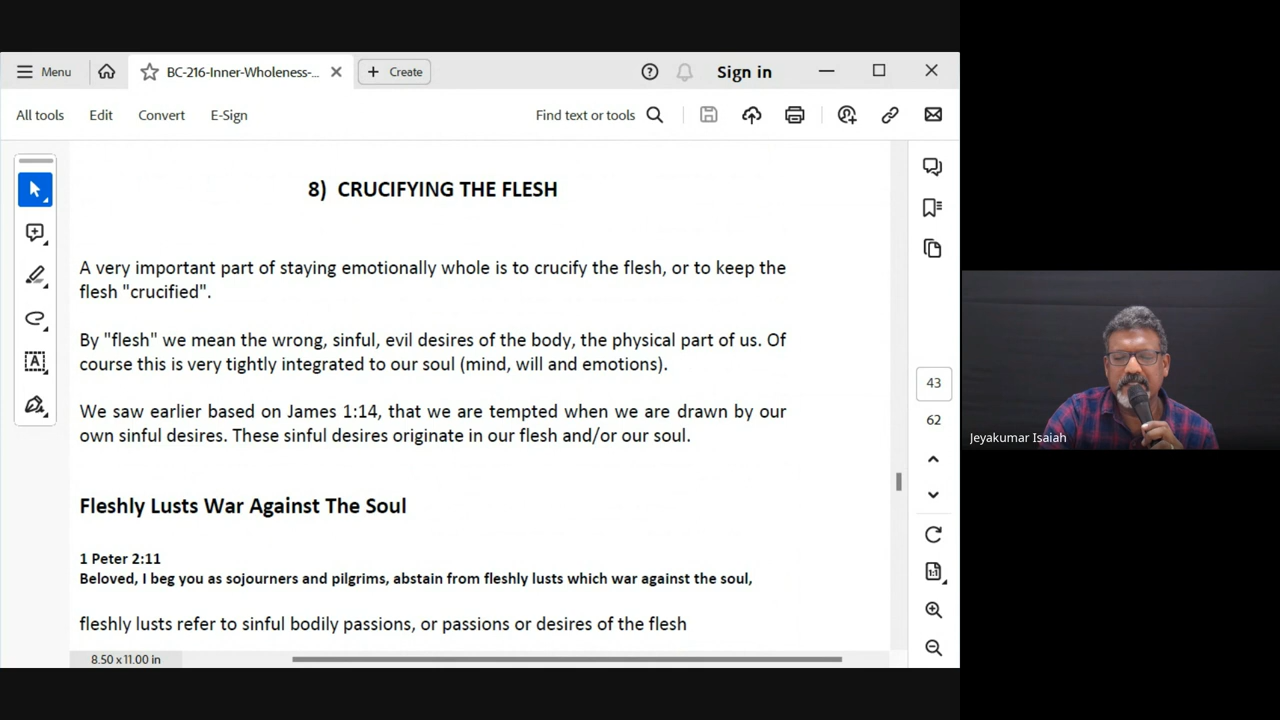 Menu
BC-216-Inner-Wholeness-...
Create
Sign in
All tools
Edit
Convert
E-Sign
Find text or tools
8) CRUCIFYING THE FLESH
A very important part of staying emotionally whole is to crucify the flesh, or to keep the
flesh "crucified".
By "flesh" we mean the wrong, sinful, evil desires of the body, the physical part of us. Of
course this is very tightly integrated to our soul (mind, will and emotions).
We saw earlier based on James 1:14, that we are tempted when we are drawn by our
own sinful desires. These sinful desires originate in our flesh and/or our soul.
Fleshly Lusts War Against The Soul
1 Peter 2:11
Beloved, I beg you as sojourners and pilgrims, abstain from fleshly lusts which war against the soul,
fleshly lusts refer to sinful bodily passions, or passions or desires of the flesh
8.50 x 11.00 in
43
62
1:1
Jeyakumar Isaiah